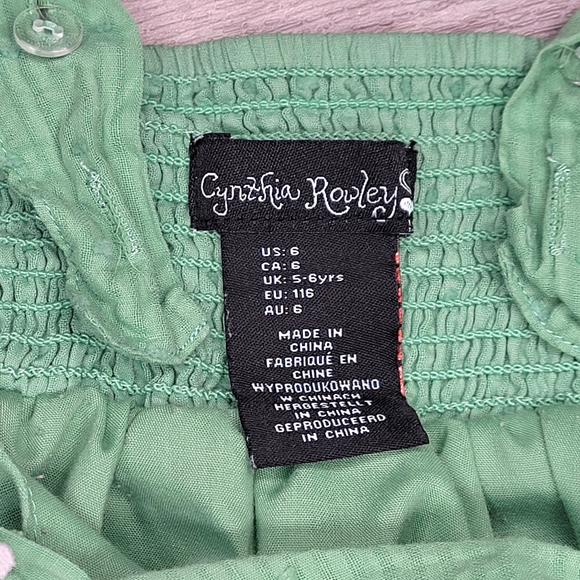 Cynthia Rowley
US: 6
CA: 6
UK: 5-6yrs
EU: 116
AU: 6
MADE IN
CHINA
FABRIQUÉ EN
CHINE
WYPRODUKOWANO
W CHINACH
HERGESTELLT
IN CHINA
GEPRODUCEERD
IN CHINA